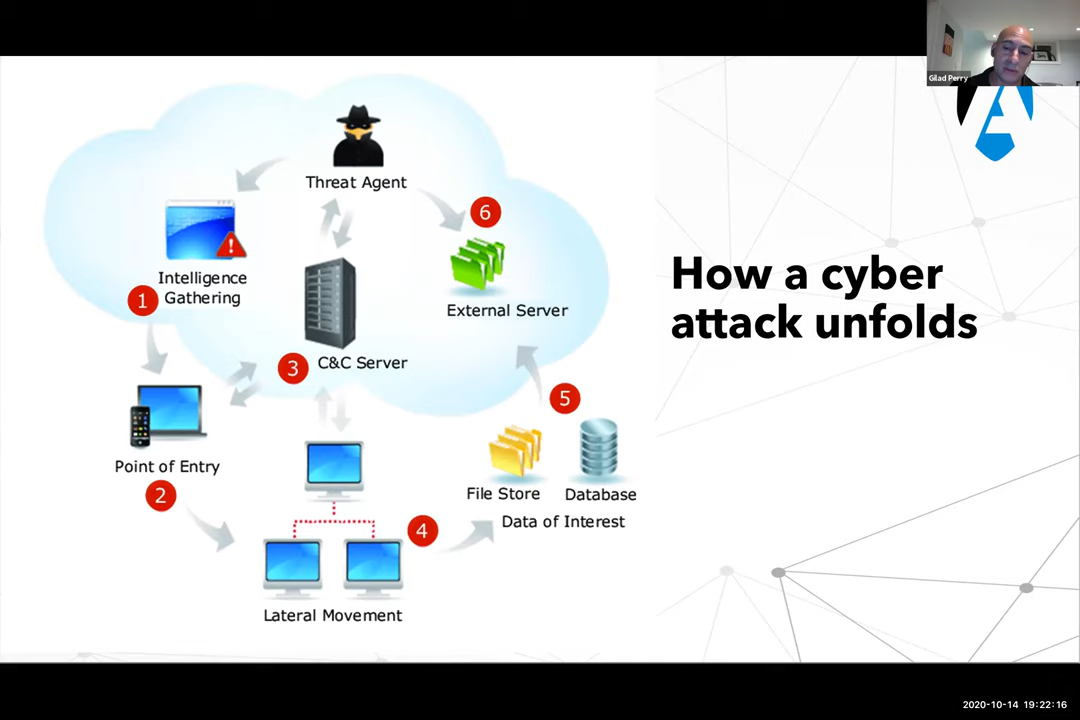 Gilad Perry
Threat Agent
6
Intelligence
Gathering
1
External Server
How a cyber
attack unfolds
3
C&C Server
5
Point of Entry
2
File Store
Database
Data of Interest
4
Lateral Movement
2020-10-14 19:22:16